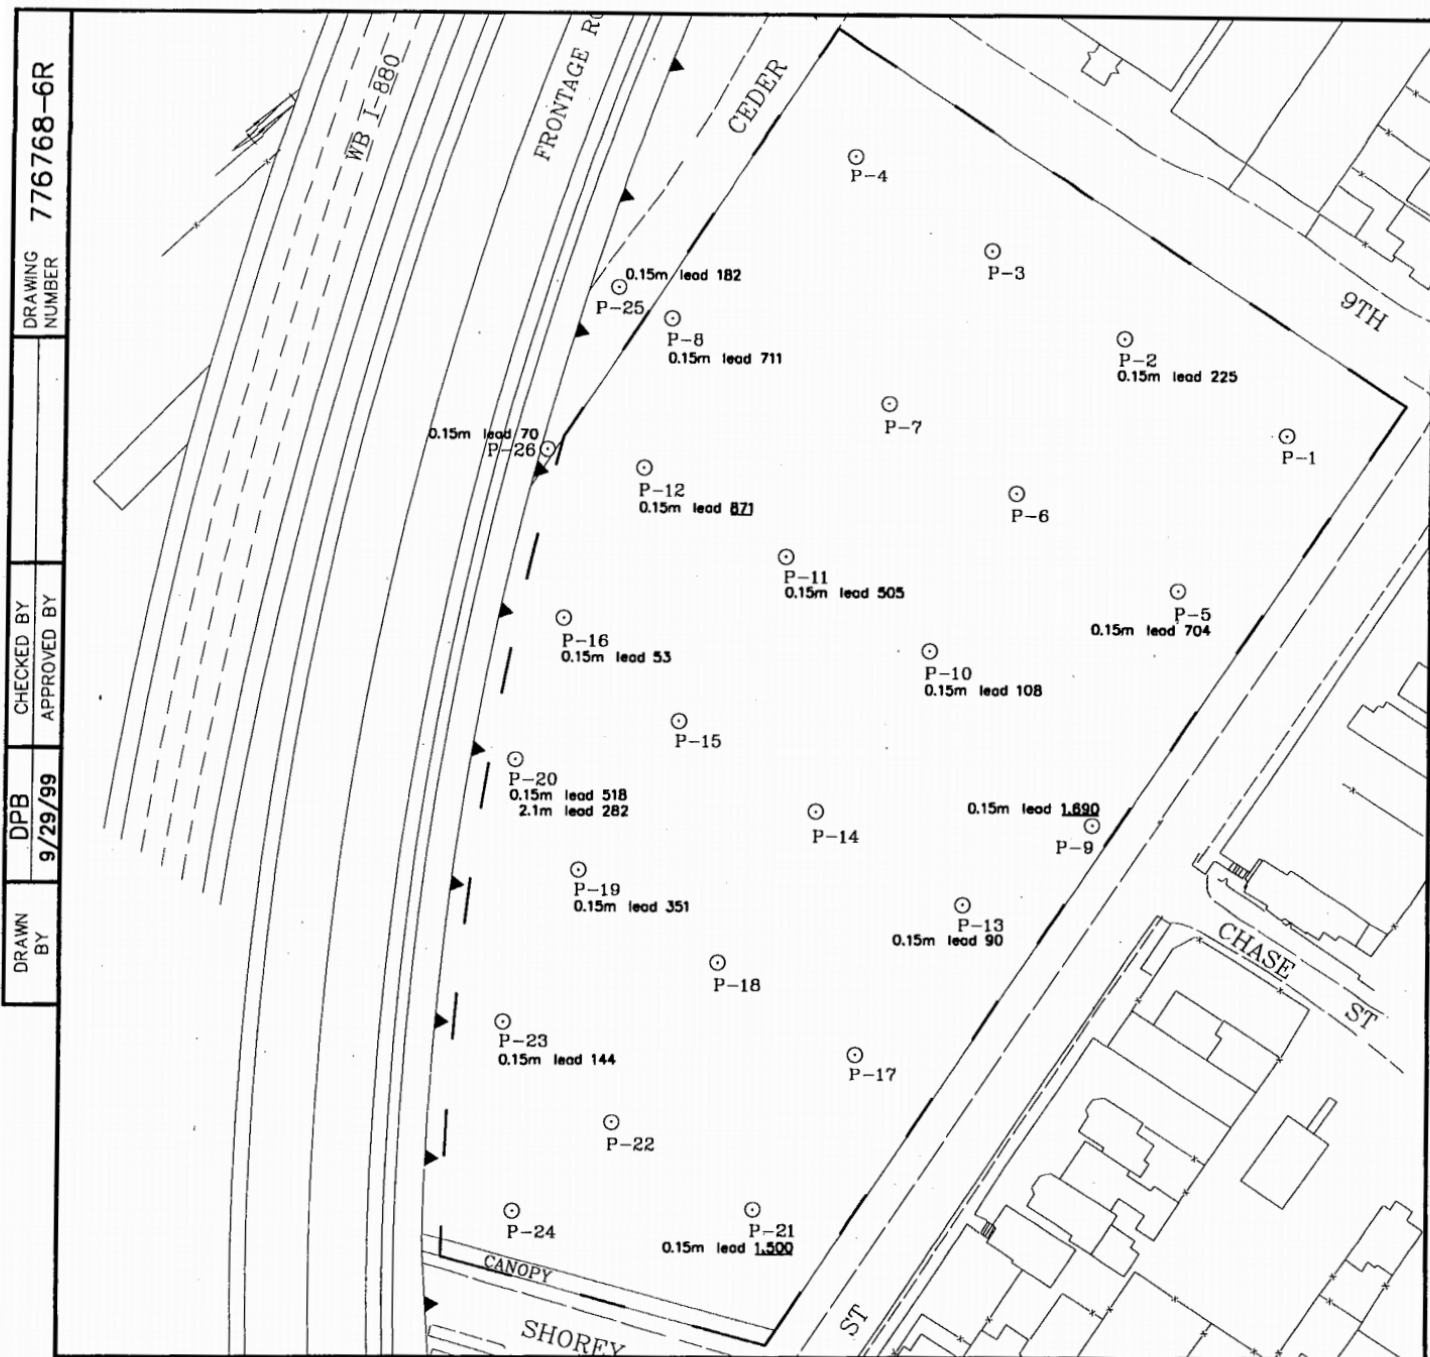 DRAWING NUMBER 776768-6R
CHECKED BY
APPROVED BY
DPB
9/29/99
DRAWN BY
WB I-880
FRONTAGE
CEDER
9TH
P-4
P-3
0.15m lead 182
P-25
P-8
0.15m lead 711
P-2
0.15m lead 225
P-7
P-1
0.15m lead 70
P-26
P-12
0.15m lead 871
P-6
P-11
0.15m lead 505
P-5
0.15m lead 704
P-16
0.15m lead 53
P-10
0.15m lead 108
P-15
P-20
0.15m lead 518
2.1m lead 282
P-14
0.15m lead 1.690
P-9
P-19
0.15m lead 351
P-13
0.15m lead 90
CHASE
ST
P-18
P-23
0.15m lead 144
P-17
P-22
P-24
P-21
0.15m lead 1.500
CANOPY
SHOREY
ST